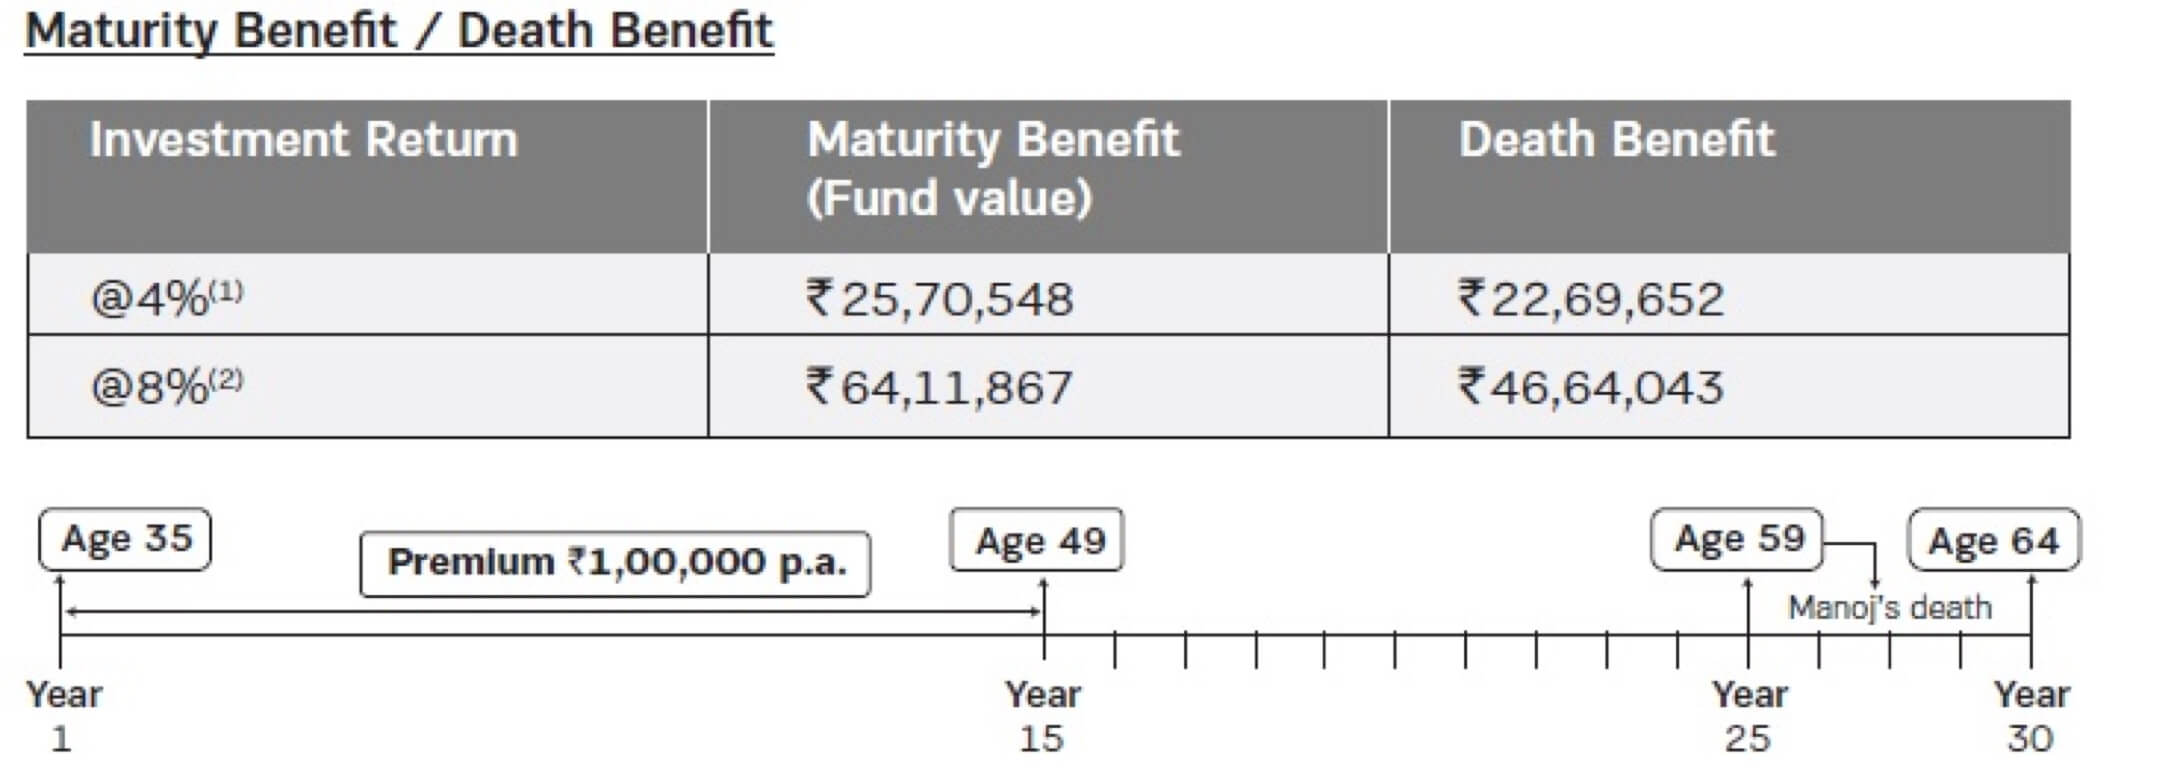 Maturity Benefit / Death Benefit
Investment Return Maturity Benefit Death Benefit
(Fund value)
@4%(1) ₹25,70,548 ₹22,69,652
@8%(2) ₹64,11,867 ₹46,64,043
Age 35 Premium ₹1,00,000 p.a. Age 49 Age 59 Age 64
Manoj's death
Year Year Year Year
1 15 25 30